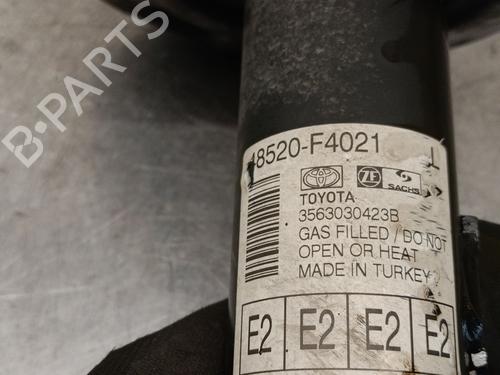 B-PARTS
48520-F4021 L
ZF SACHS
TOYOTA
3563030423B
GAS FILLED / DO NOT
OPEN OR HEAT
MADE IN TURKEY
E2 E2 E2 E2